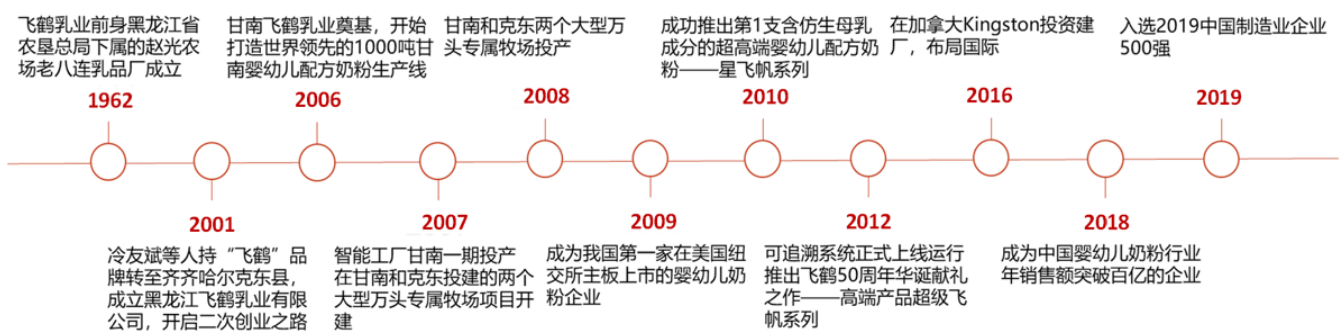 飞鹤乳业前身黑龙江省
农垦总局下属的赵光农
场老八连乳品厂成立
1962
冷友斌等人持“飞鹤”品
牌转至齐齐哈尔克东县，
成立黑龙江飞鹤乳业有限
公司，开启二次创业之路
2001
甘南飞鹤乳业奠基，开始
打造世界领先的1000吨甘
南婴幼儿配方奶粉生产线
2006
2007
智能工厂甘南一期投产
在甘南和克东投建的两个
大型万头专属牧场项目开
建
甘南和克东两个大型万
头专属牧场投产
2008
2009
成为我国第一家在美国纽
交所主板上市的婴幼儿奶
粉企业
成功推出第1支含仿生母乳
成分的超高端婴幼儿配方奶
粉——星飞帆系列
2010
2012
可追溯系统正式上线运行
推出飞鹤50周年华诞献礼
之作——高端产品超级飞
帆系列
在加拿大Kingston投资建
厂，布局国际
2016
2018
成为中国婴幼儿奶粉行业
年销售额突破百亿的企业
入选2019中国制造业企业
500强
2019